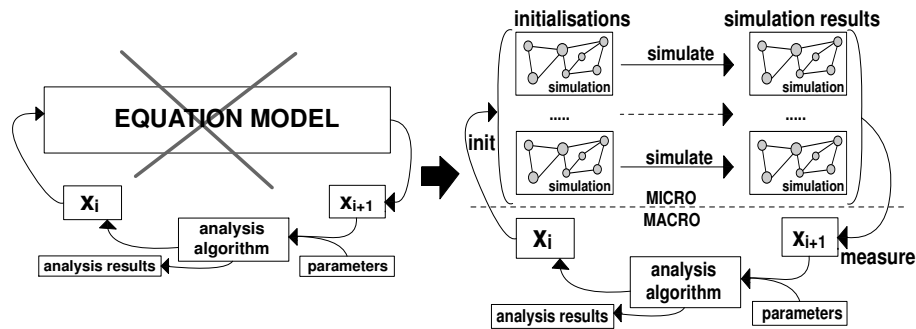 EQUATION MODEL
xi
xi+1
analysis
algorithm
analysis results
parameters
initialisations
simulation results
simulation
simulate
simulation
.....
.....
simulation
simulate
simulation
init
MICRO
MACRO
xi
xi+1
measure
analysis
algorithm
analysis results
parameters